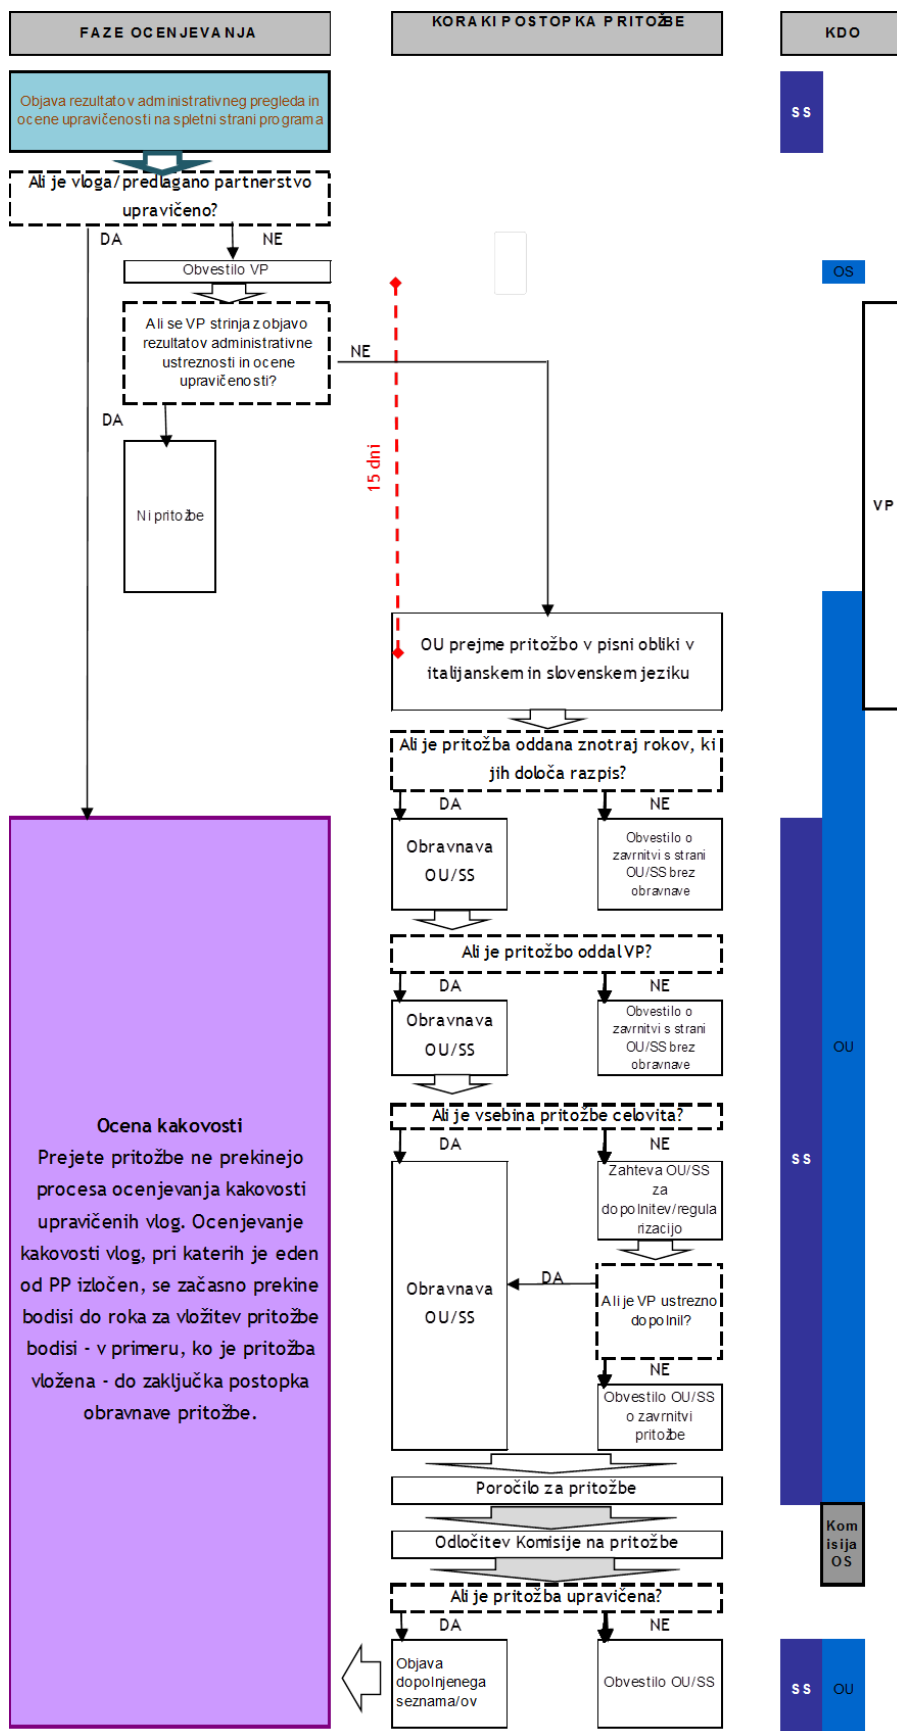 FAZE OCENJEVANJA
KORAKI POSTOPKA PRITOŽBE
KDO
Objava rezultatov administrativnega pregleda in
ocene upravičenosti na spletni strani programa
SS
Ali je vloga/predlagano partnerstvo
upravičeno?
DA
NE
Obvestilo VP
OS
Ali se VP strinja z objavo
rezultatov administrativne
ustreznosti in ocene
upravičenosti?
NE
DA
15 dni
Ni pritožbe
VP
OU prejme pritožbo v pisni obliki v
italijanskem in slovenskem jeziku
Ali je pritožba oddana znotraj rokov, ki
jih določa razpis?
DA
NE
Obravnava
OU/SS
Obvestilo o
zavrnitvi s strani
OU/SS brez
obravnave
Ali je pritožbo oddal VP?
DA
NE
Obravnava
OU/SS
Obvestilo o
zavrnitvi s strani
OU/SS brez
obravnave
OU
Ali je vsebina pritožbe celovita?
DA
NE
SS
Zahteva OU/SS
za
dopolnitev/regula
rizacijo
Obravnava
OU/SS
DA
Ali je VP ustrezno
dopolnil?
NE
Obvestilo OU/SS
o zavrnitvi
pritožbe
Ocena kakovosti
Prejete pritožbe ne prekinejo
procesa ocenjevanja kakovosti
upravičenih vlog. Ocenjevanje
kakovosti vlog, pri katerih je eden
od PP izločen, se začasno prekine
bodisi do roka za vložitev pritožbe
bodisi - v primeru, ko je pritožba
vložena - do zaključka postopka
obravnave pritožbe.
Poročilo za pritožbe
Odločitev Komisije na pritožbe
Kom
isija
OS
Ali je pritožba upravičena?
DA
NE
Objava
dopolnjenega
seznama/ov
Obvestilo OU/SS
SS
OU